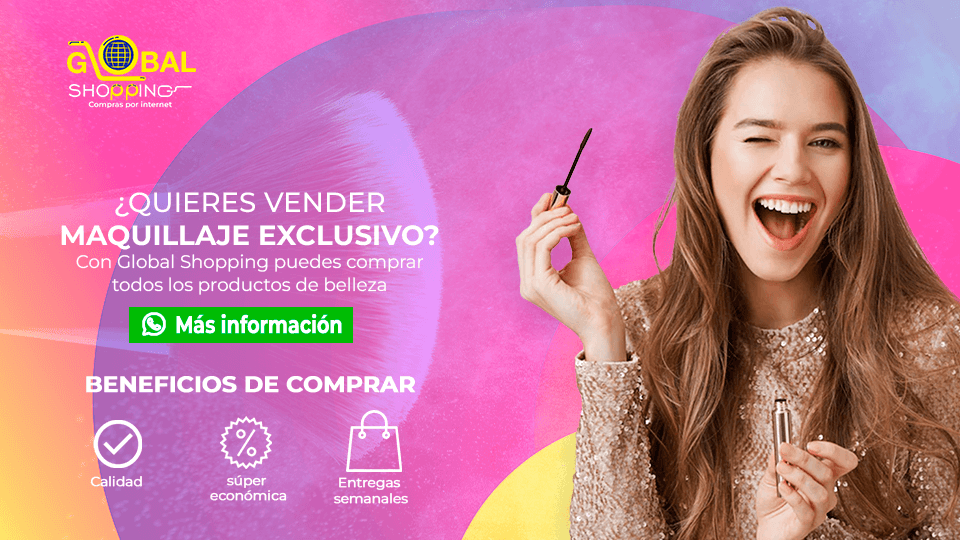 GLOBAL
SHOPPING
Compras por internet
¿QUIERES VENDER
MAQUILLAJE EXCLUSIVO?
Con Global Shopping puedes comprar
todos los productos de belleza
Más información
BENEFICIOS DE COMPRAR
Calidad
súper
económica
Entregas
semanales